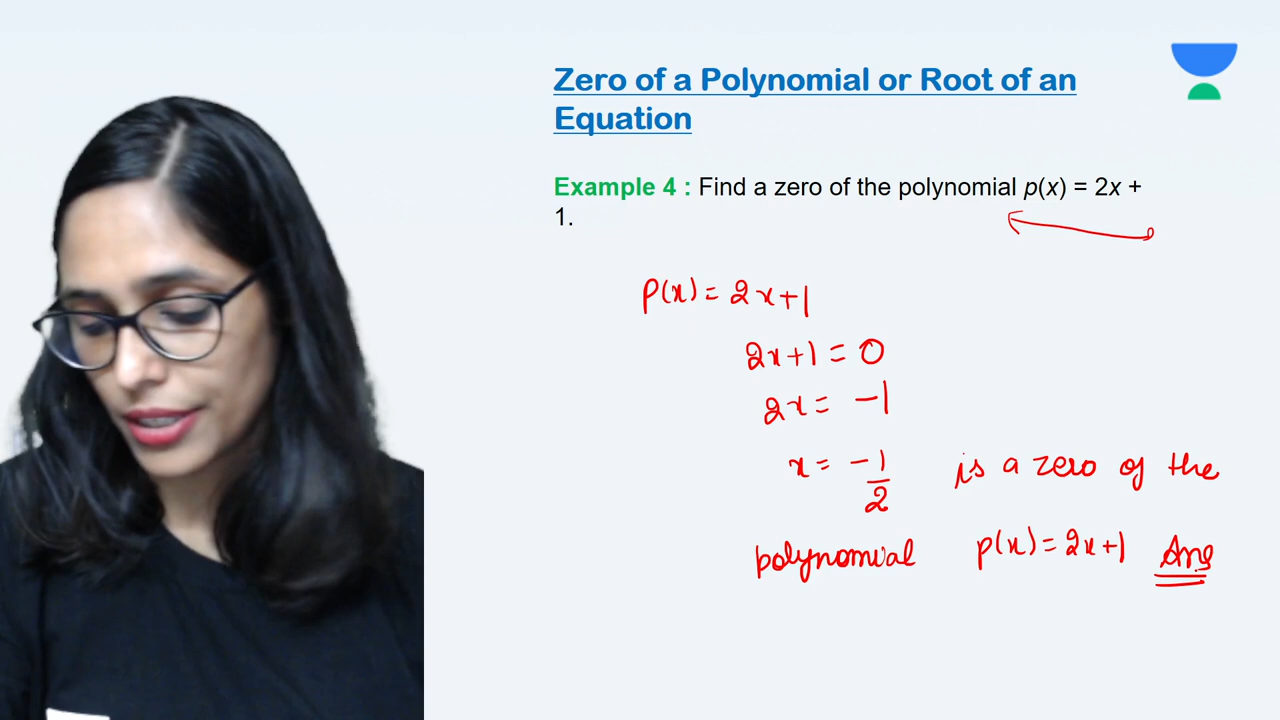 Zero of a Polynomial or Root of an
Equation
Example 4 : Find a zero of the polynomial p(x) = 2x +
1.
p(x) = 2x+1
2x+1 = 0
2x = -1
x = -1/2 is a zero of the
polynomial p(x) = 2x+1 Ans